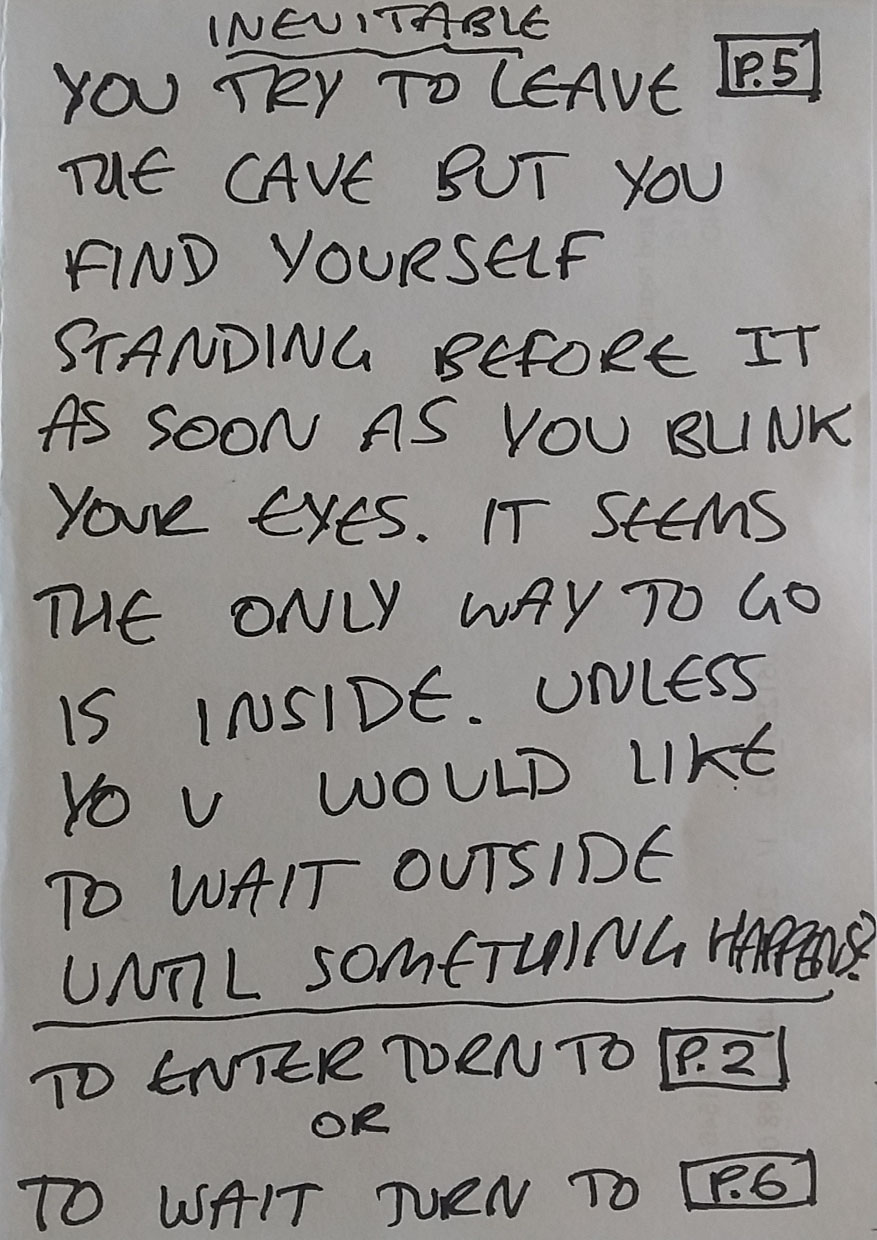 INEVITABLE
YOU TRY TO LEAVE P.5
THE CAVE BUT YOU
FIND YOURSELF
STANDING BEFORE IT
AS SOON AS YOU BLINK
YOUR EYES. IT SEEMS
THE ONLY WAY TO GO
IS INSIDE. UNLESS
YOU WOULD LIKE
TO WAIT OUTSIDE
UNTIL SOMETHING HAPPENS?
TO ENTER TURN TO P.2
OR
TO WAIT TURN TO P.6